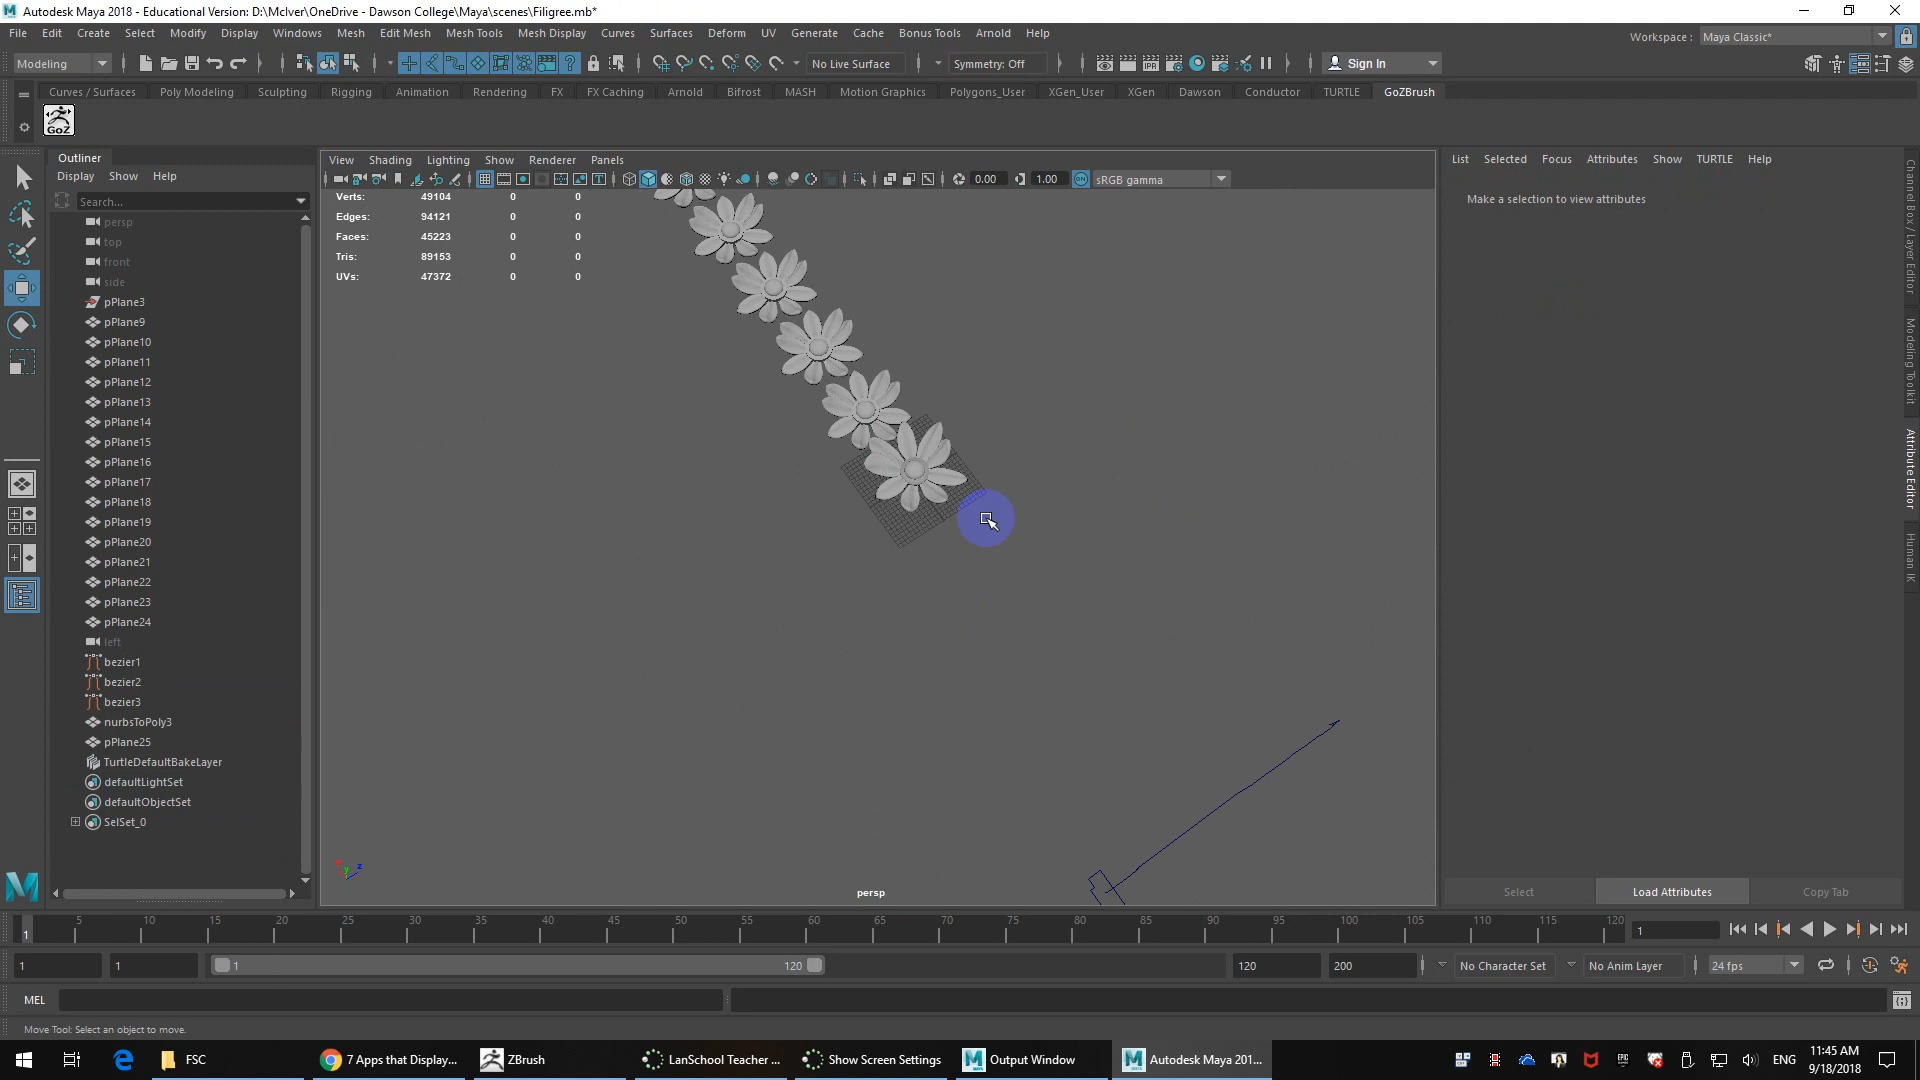 Autodesk Maya 2018 - Educational Version: D:\McIver\OneDrive - Dawson College\Maya\scenes\Filigree.mb*
File Edit Create Select Modify Display Windows Mesh Edit Mesh Mesh Tools Mesh Display Curves Surfaces Deform UV Generate Cache Bonus Tools Arnold Help
Workspace : Maya Classic*
Modeling No Live Surface Symmetry: Off Sign In
Curves / Surfaces Poly Modeling Sculpting Rigging Animation Rendering FX FX Caching Arnold Bifrost MASH Motion Graphics Polygons_User XGen_User XGen Dawson Conductor TURTLE GoZBrush
GoZ
Outliner
Display Show Help
Search...
persp
top
front
side
pPlane3
pPlane9
pPlane10
pPlane11
pPlane12
pPlane13
pPlane14
pPlane15
pPlane16
pPlane17
pPlane18
pPlane19
pPlane20
pPlane21
pPlane22
pPlane23
pPlane24
left
bezier1
bezier2
bezier3
nurbsToPoly3
pPlane25
TurtleDefaultBakeLayer
defaultLightSet
defaultObjectSet
SelSet_0
View Shading Lighting Show Renderer Panels
0.00 1.00 ON sRGB gamma
Verts: 49104 0 0
Edges: 94121 0 0
Faces: 45223 0 0
Tris: 89153 0 0
UVs: 47372 0 0
z
persp
List Selected Focus Attributes Show TURTLE Help
Make a selection to view attributes
Select Load Attributes Copy Tab
Channel Box / Layer Editor
Modeling Toolkit
Attribute Editor
Human IK
1 5 10 15 20 25 30 35 40 45 50 55 60 65 70 75 80 85 90 95 100 105 110 115 120 1
1 1 1 120 120 200 No Character Set No Anim Layer 24 fps
MEL
Move Tool: Select an object to move.
FSC 7 Apps that Display... ZBrush LanSchool Teacher ... Show Screen Settings Output Window Autodesk Maya 201... ENG
11:45 AM
9/18/2018